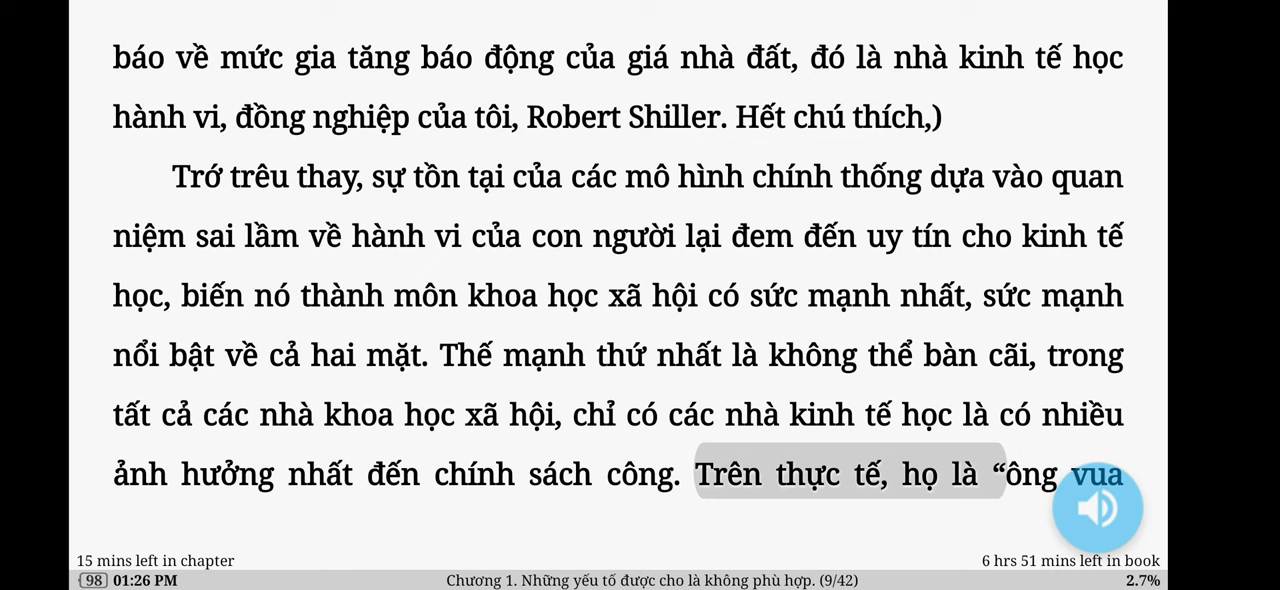 báo về mức gia tăng báo động của giá nhà đất, đó là nhà kinh tế học
hành vi, đồng nghiệp của tôi, Robert Shiller. Hết chú thích,)
Trớ trêu thay, sự tồn tại của các mô hình chính thống dựa vào quan
niệm sai lầm về hành vi của con người lại đem đến uy tín cho kinh tế
học, biến nó thành môn khoa học xã hội có sức mạnh nhất, sức mạnh
nổi bật về cả hai mặt. Thế mạnh thứ nhất là không thể bàn cãi, trong
tất cả các nhà khoa học xã hội, chỉ có các nhà kinh tế học là có nhiều
ảnh hưởng nhất đến chính sách công. Trên thực tế, họ là “ông vua
15 mins left in chapter 6 hrs 51 mins left in book
98 01:26 PM Chương 1. Những yếu tố được cho là không phù hợp. (9/42) 2.7%